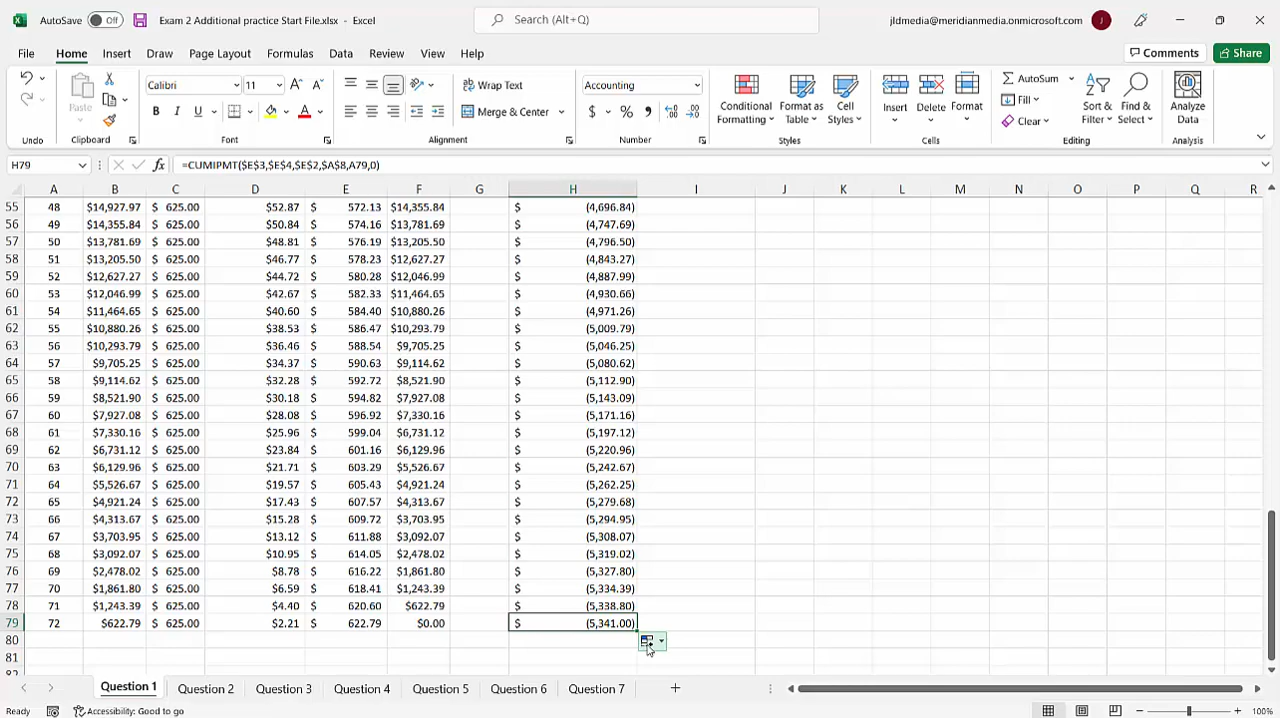 AutoSave Off Exam 2 Additional practice Start File.xlsx - Excel Search (Alt+Q) jldmedia@meridianmedia.onmicrosoft.com J
File Home Insert Draw Page Layout Formulas Data Review View Help Comments Share
Paste Calibri 11 A A Wrap Text Accounting Conditional Formatting Format as Table Cell Styles Insert Delete Format AutoSum Fill Clear Sort & Filter Find & Select Analyze Data
B I U A Merge & Center $ % ,
Undo Clipboard Font Alignment Number Styles Cells Editing Analysis
H79 fx =CUMIPMT($E$3,$E$4,$E$2,$A$8,A79,0)
A B C D E F G H I J K L M N O P Q R
55 48 $14,927.97 $ 625.00 $52.87 $ 572.13 $14,355.84 $ (4,696.84)
56 49 $14,355.84 $ 625.00 $50.84 $ 574.16 $13,781.69 $ (4,747.69)
57 50 $13,781.69 $ 625.00 $48.81 $ 576.19 $13,205.50 $ (4,796.50)
58 51 $13,205.50 $ 625.00 $46.77 $ 578.23 $12,627.27 $ (4,843.27)
59 52 $12,627.27 $ 625.00 $44.72 $ 580.28 $12,046.99 $ (4,887.99)
60 53 $12,046.99 $ 625.00 $42.67 $ 582.33 $11,464.65 $ (4,930.66)
61 54 $11,464.65 $ 625.00 $40.60 $ 584.40 $10,880.26 $ (4,971.26)
62 55 $10,880.26 $ 625.00 $38.53 $ 586.47 $10,293.79 $ (5,009.79)
63 56 $10,293.79 $ 625.00 $36.46 $ 588.54 $9,705.25 $ (5,046.25)
64 57 $9,705.25 $ 625.00 $34.37 $ 590.63 $9,114.62 $ (5,080.62)
65 58 $9,114.62 $ 625.00 $32.28 $ 592.72 $8,521.90 $ (5,112.90)
66 59 $8,521.90 $ 625.00 $30.18 $ 594.82 $7,927.08 $ (5,143.09)
67 60 $7,927.08 $ 625.00 $28.08 $ 596.92 $7,330.16 $ (5,171.16)
68 61 $7,330.16 $ 625.00 $25.96 $ 599.04 $6,731.12 $ (5,197.12)
69 62 $6,731.12 $ 625.00 $23.84 $ 601.16 $6,129.96 $ (5,220.96)
70 63 $6,129.96 $ 625.00 $21.71 $ 603.29 $5,526.67 $ (5,242.67)
71 64 $5,526.67 $ 625.00 $19.57 $ 605.43 $4,921.24 $ (5,262.25)
72 65 $4,921.24 $ 625.00 $17.43 $ 607.57 $4,313.67 $ (5,279.68)
73 66 $4,313.67 $ 625.00 $15.28 $ 609.72 $3,703.95 $ (5,294.95)
74 67 $3,703.95 $ 625.00 $13.12 $ 611.88 $3,092.07 $ (5,308.07)
75 68 $3,092.07 $ 625.00 $10.95 $ 614.05 $2,478.02 $ (5,319.02)
76 69 $2,478.02 $ 625.00 $8.78 $ 616.22 $1,861.80 $ (5,327.80)
77 70 $1,861.80 $ 625.00 $6.59 $ 618.41 $1,243.39 $ (5,334.39)
78 71 $1,243.39 $ 625.00 $4.40 $ 620.60 $622.79 $ (5,338.80)
79 72 $622.79 $ 625.00 $2.21 $ 622.79 $0.00 $ (5,341.00)
80
81
82
Question 1 Question 2 Question 3 Question 4 Question 5 Question 6 Question 7
Ready Accessibility: Good to go 100%